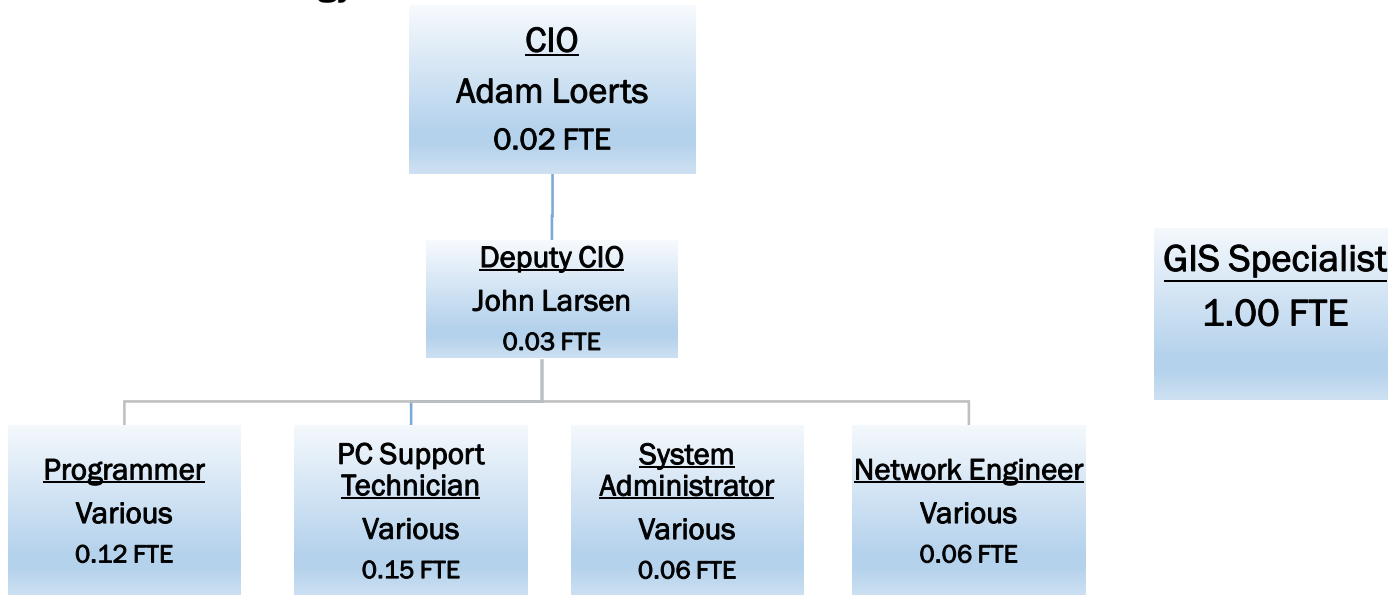 CIO
Adam Loerts
0.02 FTE
Deputy CIO
John Larsen
0.03 FTE
GIS Specialist
1.00 FTE
Programmer
Various
0.12 FTE
PC Support
Technician
Various
0.15 FTE
System
Administrator
Various
0.06 FTE
Network Engineer
Various
0.06 FTE